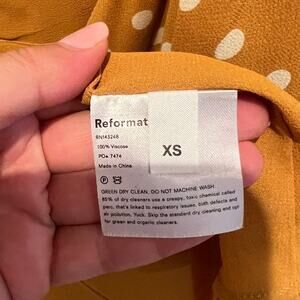 Reformat
RN143248
100% Viscose
PO# 7474
Made in China
XS
GREEN DRY CLEAN. DO NOT MACHINE WASH
85% of dry cleaners use a creepy, toxic chemical called
perc, that's linked to respiratory issues, birth defects and
air pollution. Yuck. Skip the standard dry cleaning and opt
for green and organic cleaners.